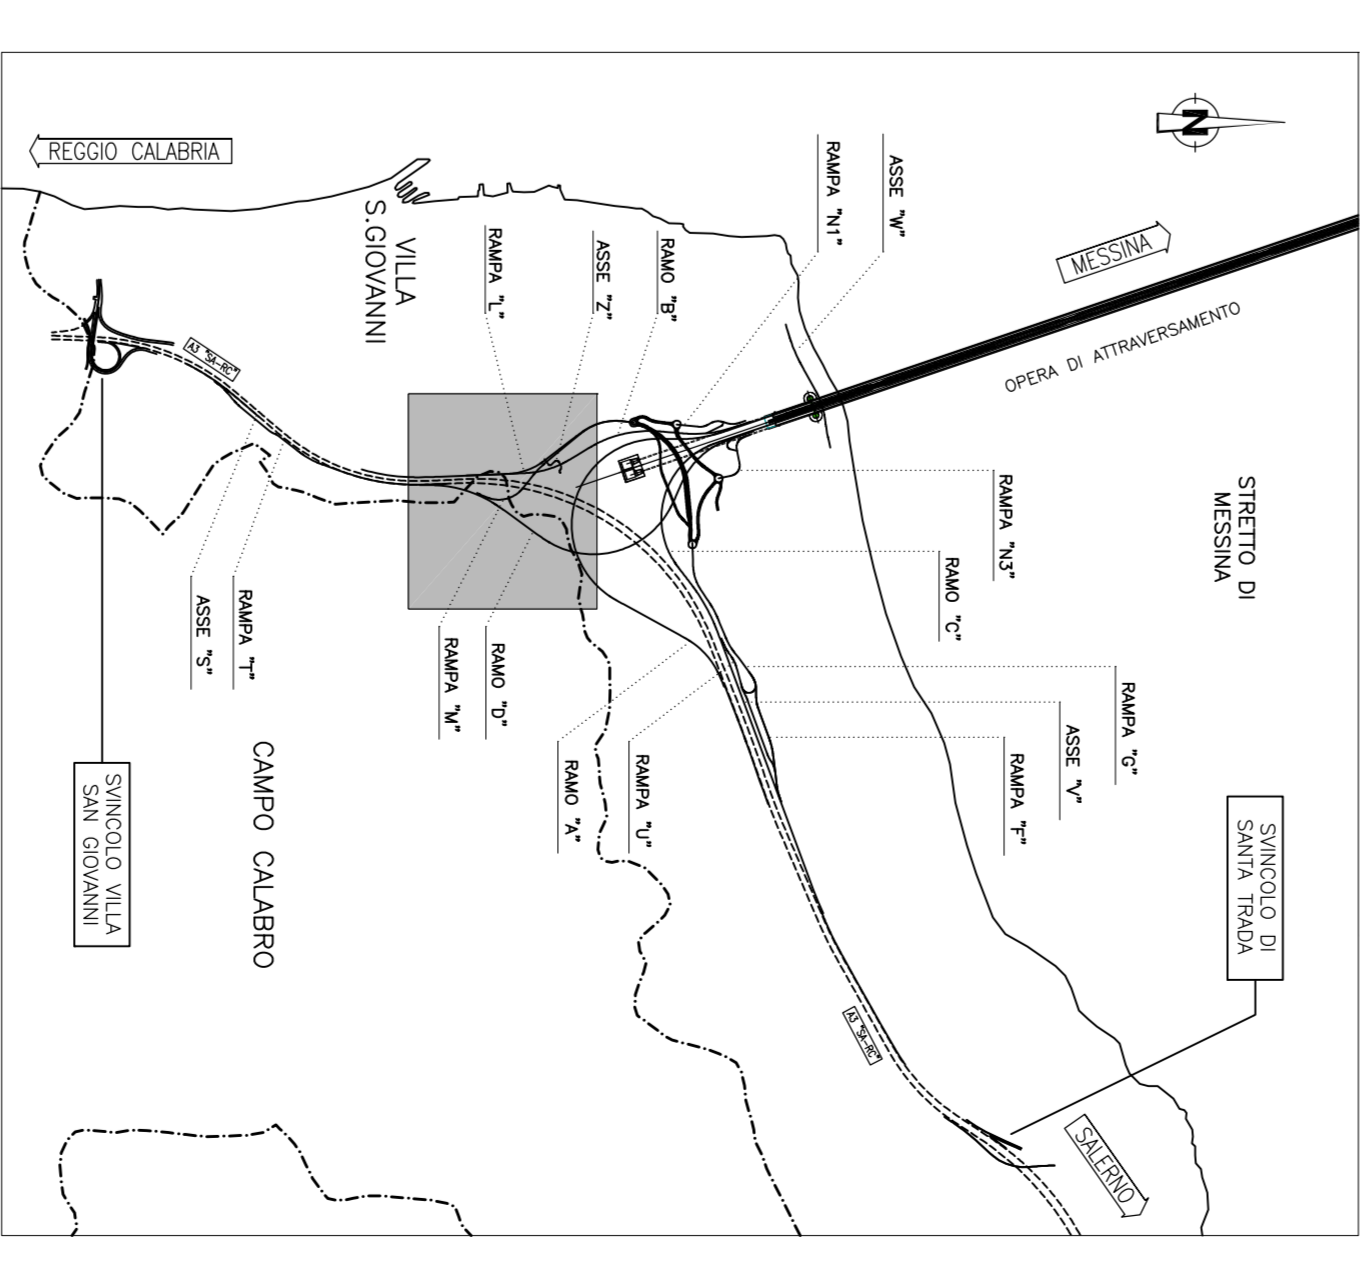 N
REGGIO CALABRIA
MESSINA
OPERA DI ATTRAVERSAMENTO
ASSE "W"
RAMPA "N1"
RAMO "B"
ASSE "Z"
RAMPA "L"
VILLA
S.GIOVANNI
A3 "SA-RC"
STRETTO DI
MESSINA
RAMPA "N3"
RAMO "C"
RAMPA "G"
ASSE "V"
RAMPA "F"
RAMPA "T"
ASSE "S"
RAMO "D"
RAMPA "M"
RAMPA "U"
RAMO "A"
SVINCOLO DI
SANTA TRADA
CAMPO CALABRO
SVINCOLO VILLA
SAN GIOVANNI
A3 "SA-RC"
SALERNO